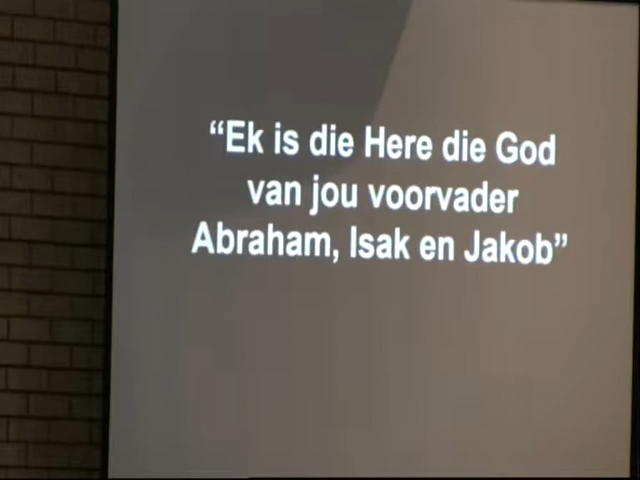 “Ek is die Here die God
van jou voorvader
Abraham, Isak en Jakob”